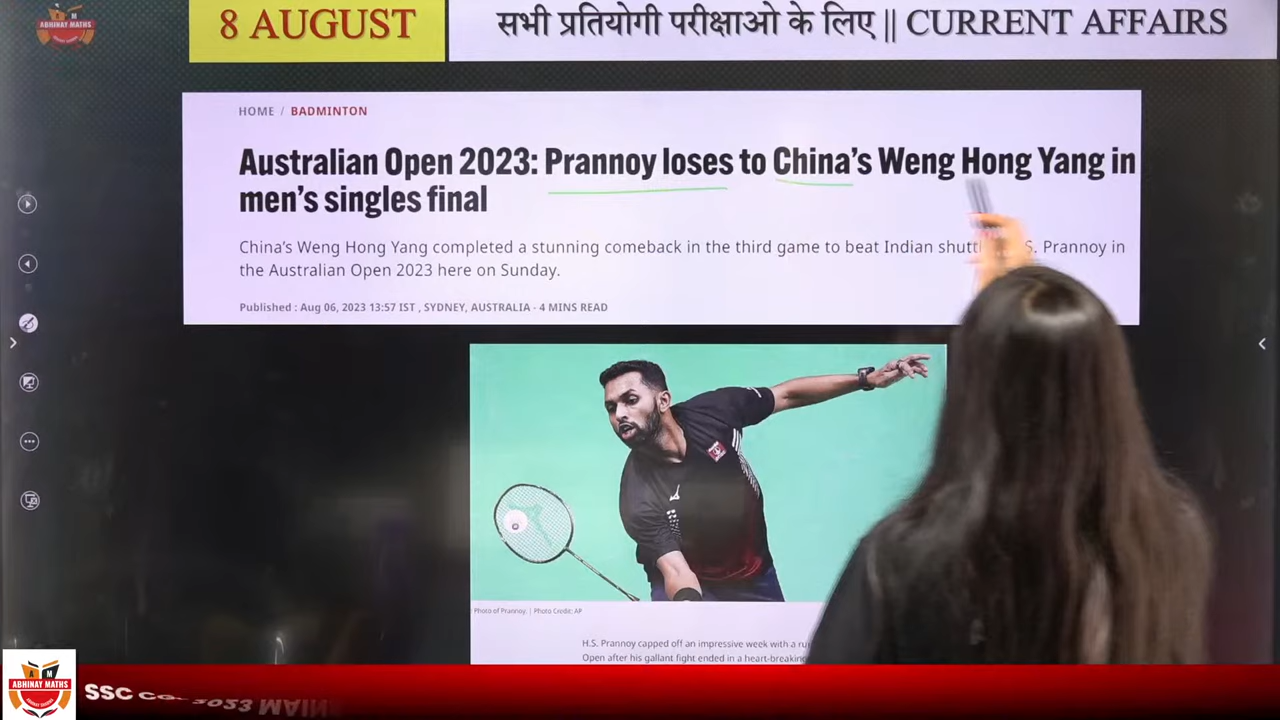 ABHINAY MATHS
8 AUGUST
सभी प्रतियोगी परीक्षाओ के लिए || CURRENT AFFAIRS
HOME / BADMINTON
Australian Open 2023: Prannoy loses to China's Weng Hong Yang in
men's singles final
China's Weng Hong Yang completed a stunning comeback in the third game to beat Indian S. Prannoy in
the Australian Open 2023 here on Sunday.
Published : Aug 06, 2023 13:57 IST , SYDNEY, AUSTRALIA - 4 MINS READ
Photo of Prannoy. | Photo Credit: AP
H.S. Prannoy capped off an impressive week with a
Open after his gallant fight ended in a heart-breaking
A M
ABHINAY MATHS
SSC 2023